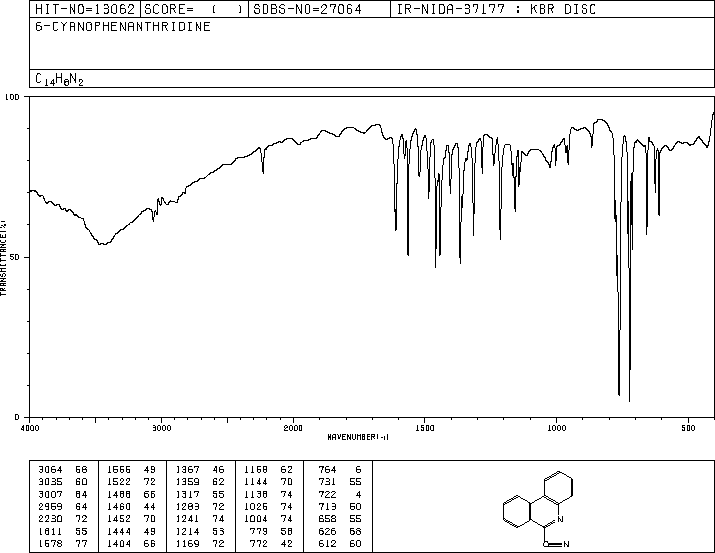 HIT-NO=13062 SCORE= ( ) SDBS-NO=27064 IR-NIDA-37177 : KBR DISC
6-CYANOPHENANTHRIDINE
C14H8N2
100
TRANSMITTANCE(%)
50
0
4000 3000 2000 1500 1000 500
WAVENUMBER(-1)
3064 68 1566 49 1367 46 1158 62 764 6
3035 60 1522 72 1359 62 1144 70 731 55
3007 64 1488 66 1317 55 1138 74 722 4
2959 64 1460 44 1283 72 1026 74 713 50
2230 72 1452 70 1241 74 1004 74 658 55
1611 55 1444 49 1214 53 779 58 626 68
1578 77 1404 66 1169 72 772 42 612 60
N
C N